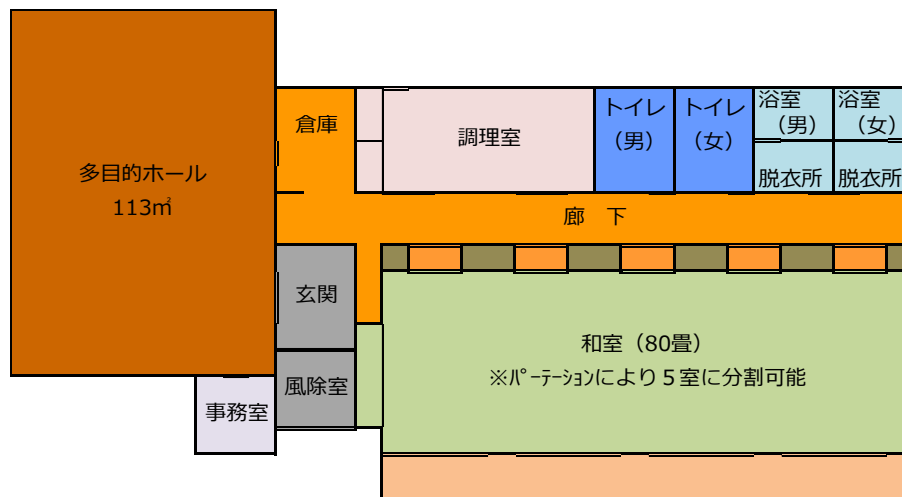 多目的ホール
113㎡
倉庫
調理室
トイレ
（男）
トイレ
（女）
浴室
（男）
浴室
（女）
脱衣所
脱衣所
廊　下
玄関
風除室
事務室
和室（80畳）
※ﾊﾟｰﾃｰｼｮﾝにより５室に分割可能